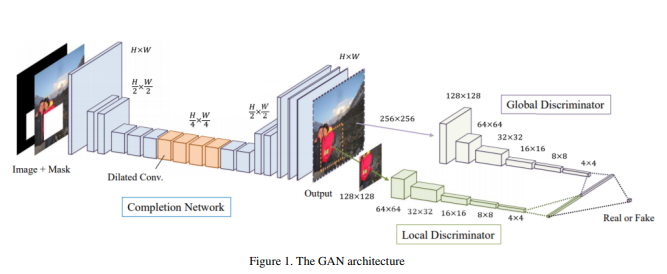 H×W
H/2×W/2
H/4×W/4
H/2×W/2
H×W
Image + Mask
Dilated Conv.
Completion Network
Output
256×256
128×128
64×64
32×32
16×16
8×8
4×4
Global Discriminator
128×128
64×64
32×32
16×16
8×8
4×4
Local Discriminator
Real or Fake
Figure 1. The GAN architecture